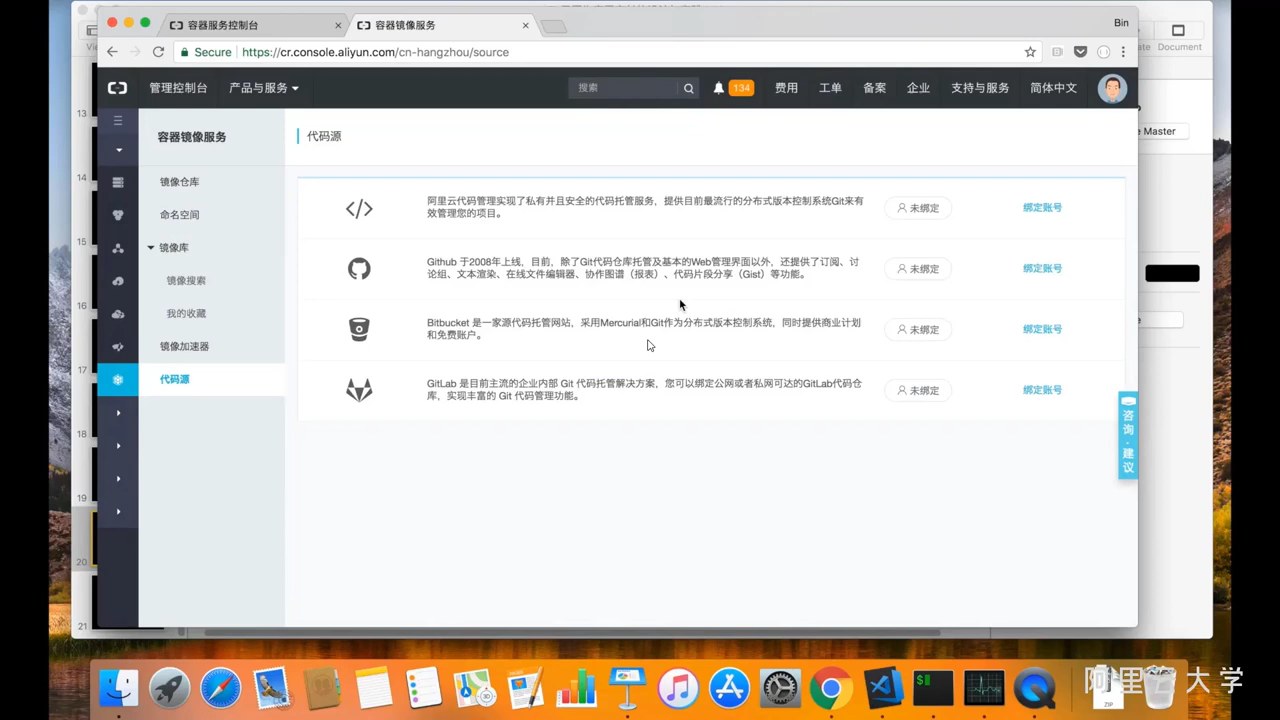 容器服务控制台
容器镜像服务
Bin
Secure
https://cr.console.aliyun.com/cn-hangzhou/source
Document
管理控制台
产品与服务
搜索
134
费用
工单
备案
企业
支持与服务
简体中文
Master
容器镜像服务
镜像仓库
命名空间
镜像库
镜像搜索
我的收藏
镜像加速器
代码源
代码源
阿里云代码管理实现了私有并且安全的代码托管服务，提供目前最流行的分布式版本控制系统Git来有
效管理您的项目。
未绑定
绑定账号
Github 于2008年上线，目前，除了Git代码仓库托管及基本的Web管理界面以外，还提供了订阅、讨
论组、文本渲染、在线文件编辑器、协作图谱（报表）、代码片段分享（Gist）等功能。
未绑定
绑定账号
Bitbucket 是一家源代码托管网站，采用Mercurial和Git作为分布式版本控制系统，同时提供商业计划
和免费账户。
未绑定
绑定账号
GitLab 是目前主流的企业内部 Git 代码托管解决方案，您可以绑定公网或者私网可达的GitLab代码仓
库，实现丰富的 Git 代码管理功能。
未绑定
绑定账号
咨询·建议
13
14
15
16
17
18
19
20
21
$
ZIP
阿里大学